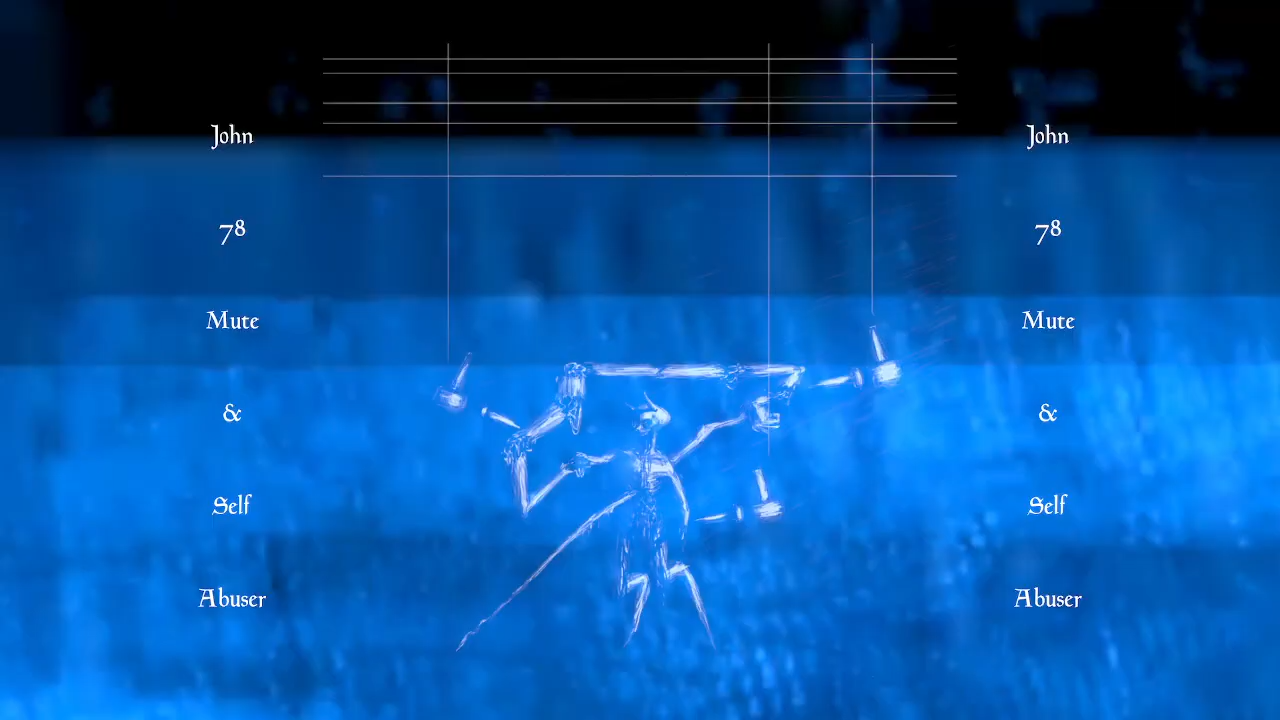 John
7⁸
Mute
&
Self
Abuser
John
7⁸
Mute
&
Self
Abuser